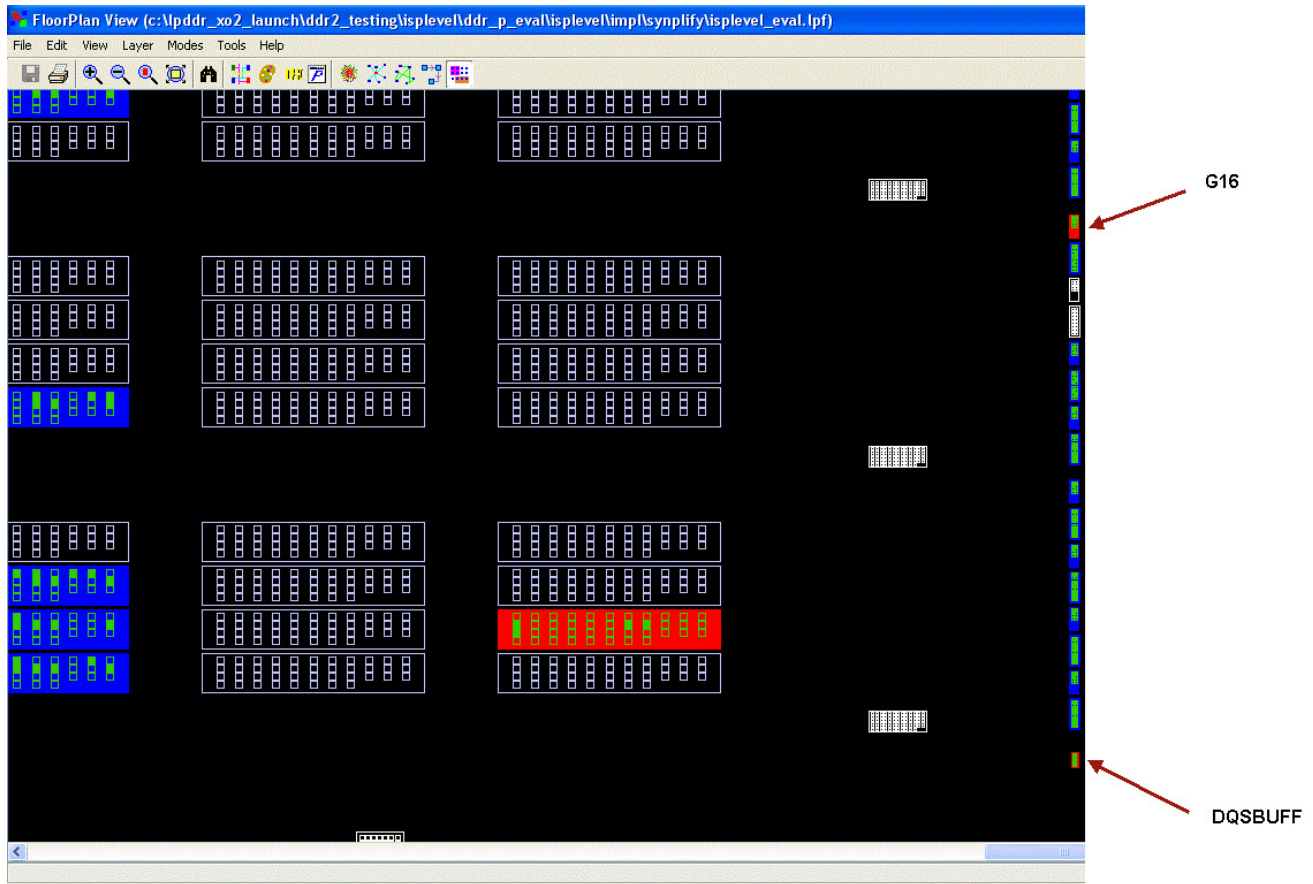 FloorPlan View (c:\lpddr_xo2_launch\ddr2_testing\isplevel\ddr_p_eval\isplevel\impl\synplify\isplevel_eval.lpf)
File Edit View Layer Modes Tools Help
G16
DQSBUFF